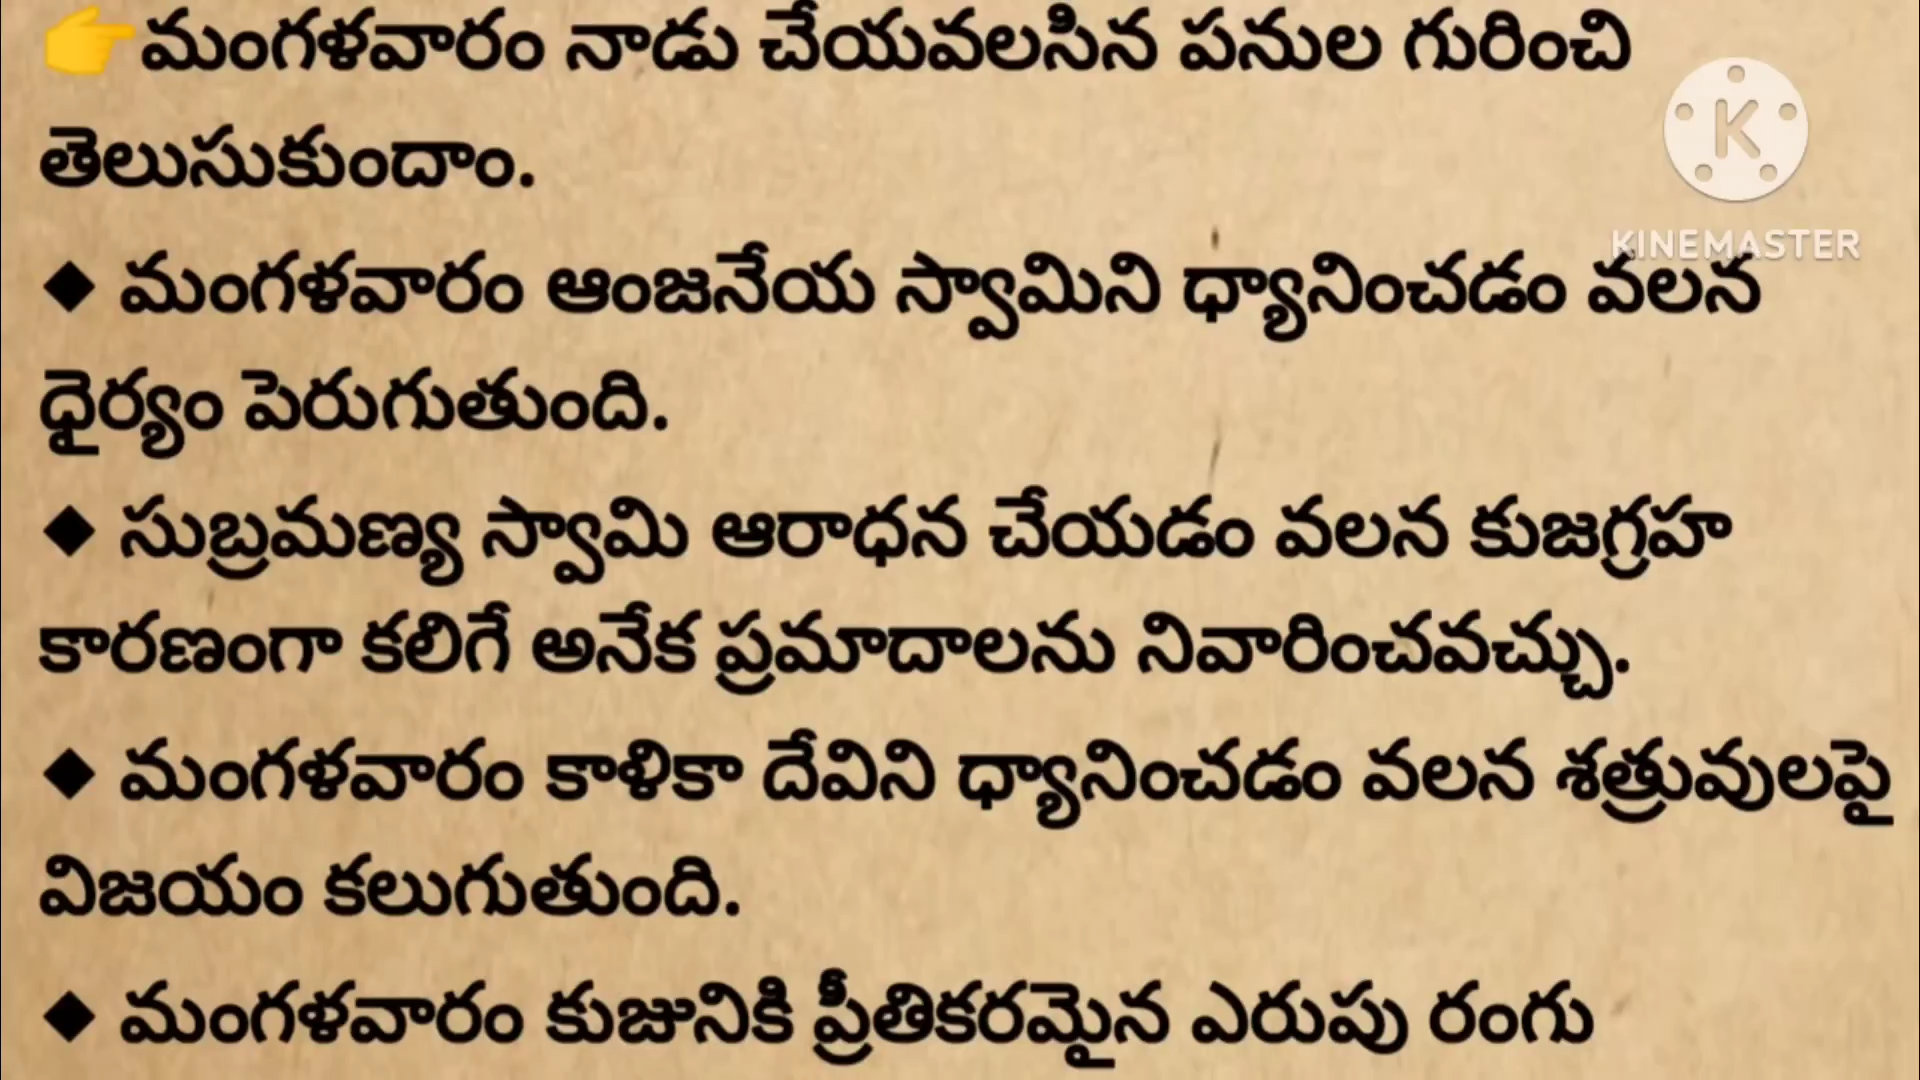 👉మంగళవారం నాడు చేయవలసిన పనుల గురించి
తెలుసుకుందాం.
KINEMASTER
◆ మంగళవారం ఆంజనేయ స్వామిని ధ్యానించడం వలన
ధైర్యం పెరుగుతుంది.
◆ సుబ్రమణ్య స్వామి ఆరాధన చేయడం వలన కుజగ్రహ
కారణంగా కలిగే అనేక ప్రమాదాలను నివారించవచ్చు.
◆ మంగళవారం కాళికా దేవిని ధ్యానించడం వలన శత్రువులపై
విజయం కలుగుతుంది.
◆ మంగళవారం కుజునికి ప్రీతికరమైన ఎరుపు రంగు